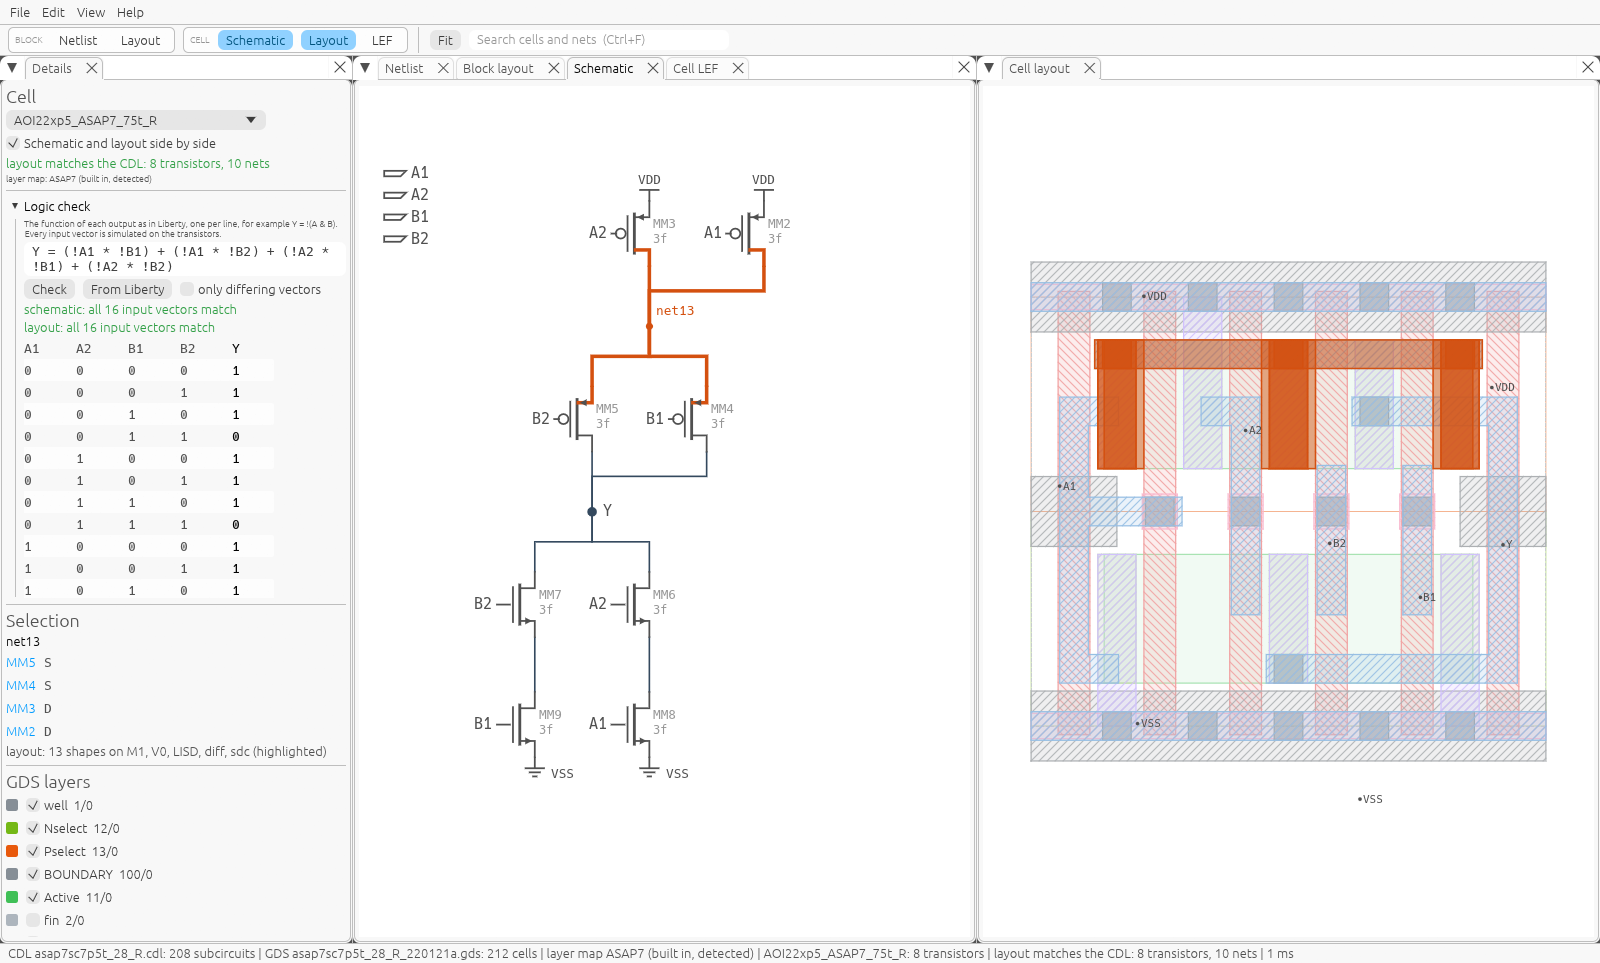 File Edit View Help
BLOCK Netlist Layout CELL Schematic Layout LEF Fit Search cells and nets (Ctrl+F)
Details
Netlist Block layout Schematic Cell LEF
Cell layout
Cell
AOI22xp5_ASAP7_75t_R
Schematic and layout side by side
layout matches the CDL: 8 transistors, 10 nets
layer map: ASAP7 (built in, detected)
Logic check
The function of each output as in Liberty, one per line, for example Y = !(A & B).
Every input vector is simulated on the transistors.
Y = (!A1 * !B1) + (!A1 * !B2) + (!A2 *
!B1) + (!A2 * !B2)
Check From Liberty only differing vectors
schematic: all 16 input vectors match
layout: all 16 input vectors match
A1 A2 B1 B2 Y
0 0 0 0 1
0 0 0 1 1
0 0 1 0 1
0 0 1 1 0
0 1 0 0 1
0 1 0 1 1
0 1 1 0 1
0 1 1 1 0
1 0 0 0 1
1 0 0 1 1
1 0 1 0 1
Selection
net13
MM5 S
MM4 S
MM3 D
MM2 D
layout: 13 shapes on M1, V0, LISD, diff, sdc (highlighted)
GDS layers
well 1/0
Nselect 12/0
Pselect 13/0
BOUNDARY 100/0
Active 11/0
fin 2/0
A1
A2
B1
B2
VDD VDD
A2 MM3 3f A1 MM2 3f
net13
B2 MM5 3f B1 MM4 3f
Y
B2 MM7 3f A2 MM6 3f
B1 MM9 3f A1 MM8 3f
VSS VSS
VDD
VDD
A2
A1
B2
Y
B1
VSS
VSS
CDL asap7sc7p5t_28_R.cdl: 208 subcircuits | GDS asap7sc7p5t_28_R_220121a.gds: 212 cells | layer map ASAP7 (built in, detected) | AOI22xp5_ASAP7_75t_R: 8 transistors | layout matches the CDL: 8 transistors, 10 nets | 1 ms